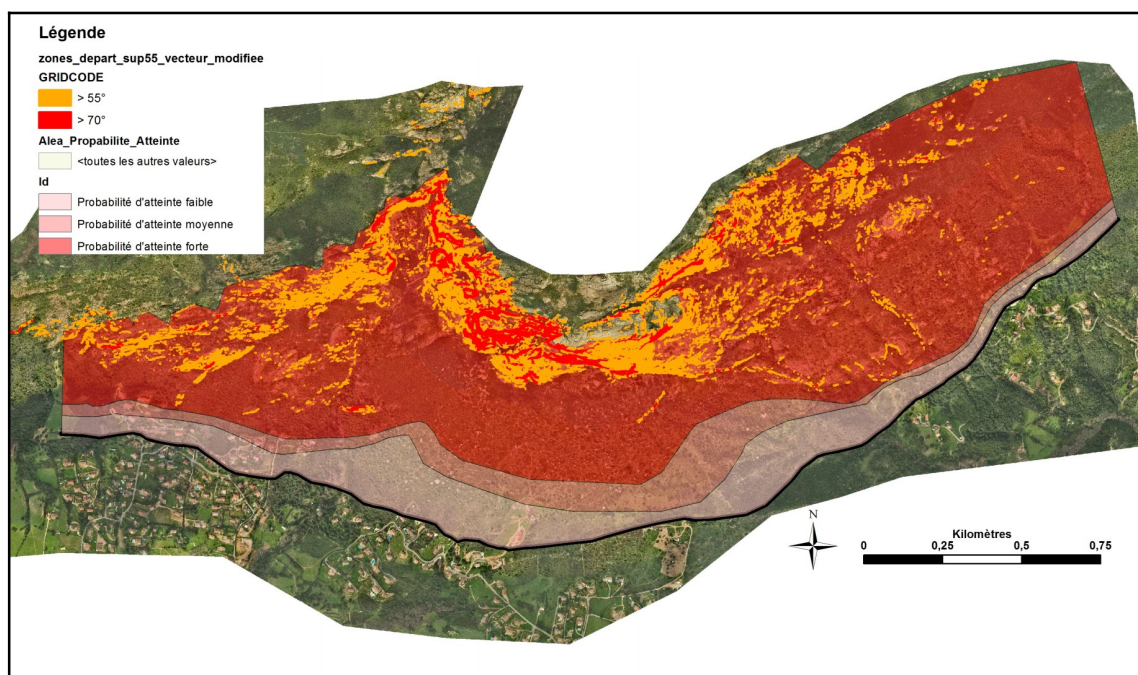 Légende
zones_depart_sup55_vecteur_modifiee
GRIDCODE
> 55°
> 70°
Alea_Propabilite_Atteinte
<toutes les autres valeurs>
Id
Probabilité d'atteinte faible
Probabilité d'atteinte moyenne
Probabilité d'atteinte forte
N
Kilomètres
0 0,25 0,5 0,75